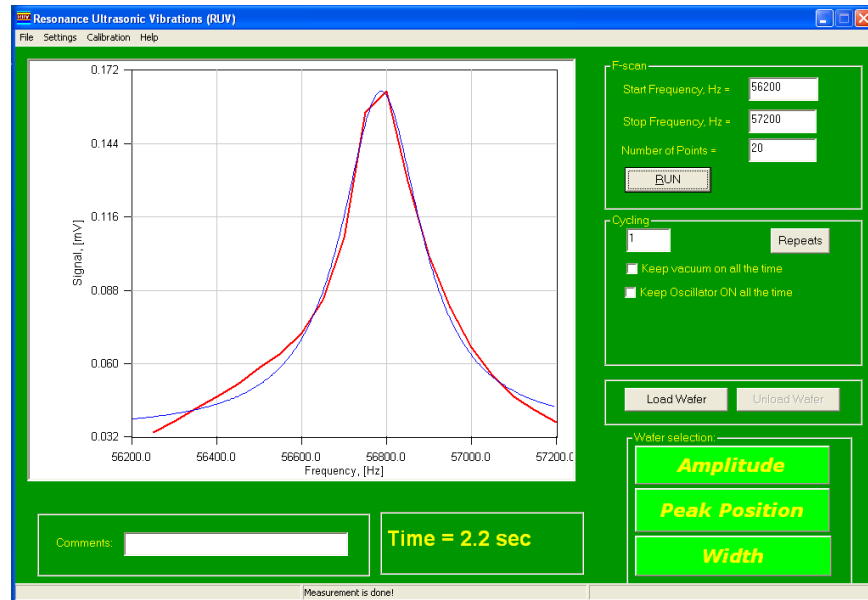 RUV Resonance Ultrasonic Vibrations (RUV)
File Settings Calibration Help
0.172
0.144
0.116
0.088
0.060
0.032
Signal, [mV]
56200.0 56400.0 56600.0 56800.0 57000.0 57200.0
Frequency, [Hz]
F-scan
Start Frequency, Hz = 56200
Stop Frequency, Hz = 57200
Number of Points = 20
RUN
Cycling
1 Repeats
Keep vacuum on all the time
Keep Oscillator ON all the time
Load Wafer Unload Wafer
Wafer selection:
Amplitude
Peak Position
Width
Comments:
Time = 2.2 sec
Measurement is done!